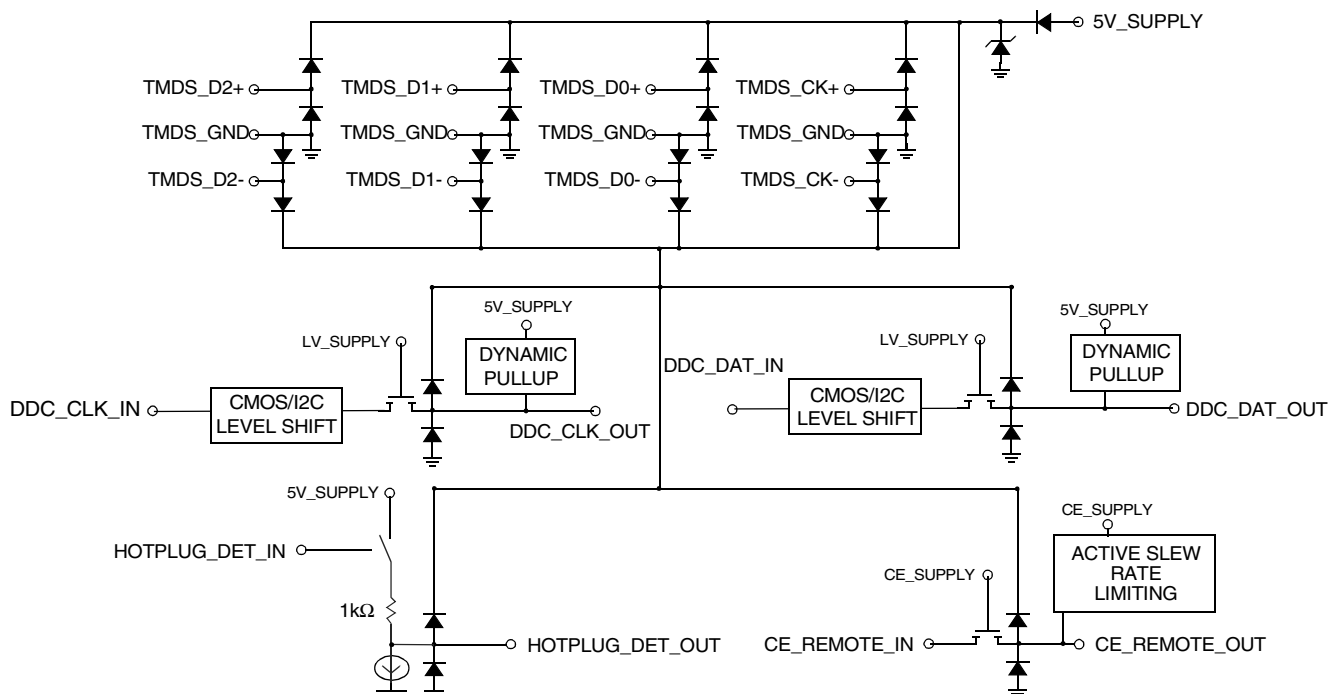 5V_SUPPLY
TMDS_D2+ TMDS_D1+ TMDS_D0+ TMDS_CK+
TMDS_GND TMDS_GND TMDS_GND TMDS_GND
TMDS_D2- TMDS_D1- TMDS_D0- TMDS_CK-
5V_SUPPLY 5V_SUPPLY
LV_SUPPLY LV_SUPPLY
DYNAMIC
PULLUP
DYNAMIC
PULLUP
DDC_DAT_IN
DDC_CLK_IN
CMOS/I2C
LEVEL SHIFT
DDC_CLK_OUT
CMOS/I2C
LEVEL SHIFT
DDC_DAT_OUT
5V_SUPPLY
CE_SUPPLY
HOTPLUG_DET_IN
ACTIVE SLEW
RATE
LIMITING
CE_SUPPLY
1kΩ
HOTPLUG_DET_OUT
CE_REMOTE_IN
CE_REMOTE_OUT